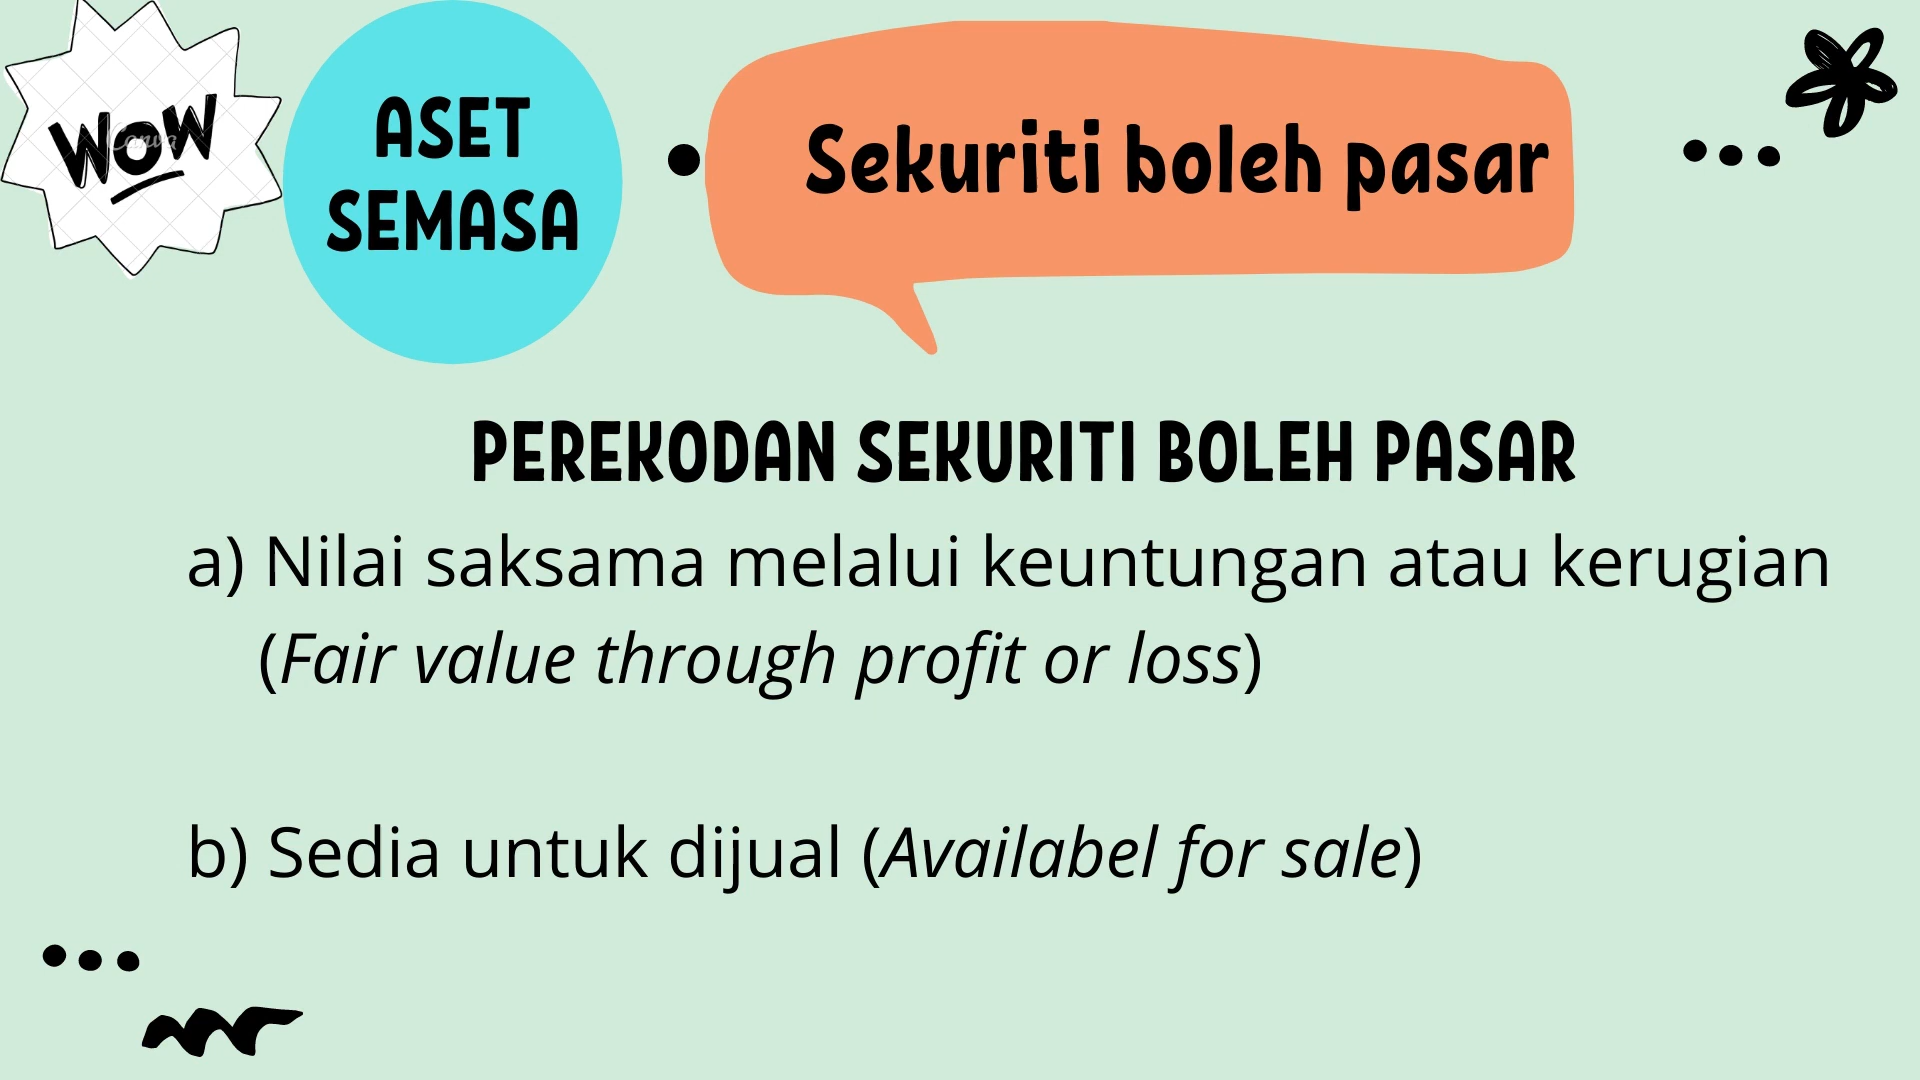 WOW
Canva
ASET
SEMASA
• Sekuriti boleh pasar
PEREKODAN SEKURITI BOLEH PASAR
a) Nilai saksama melalui keuntungan atau kerugian
(Fair value through profit or loss)
b) Sedia untuk dijual (Availabel for sale)